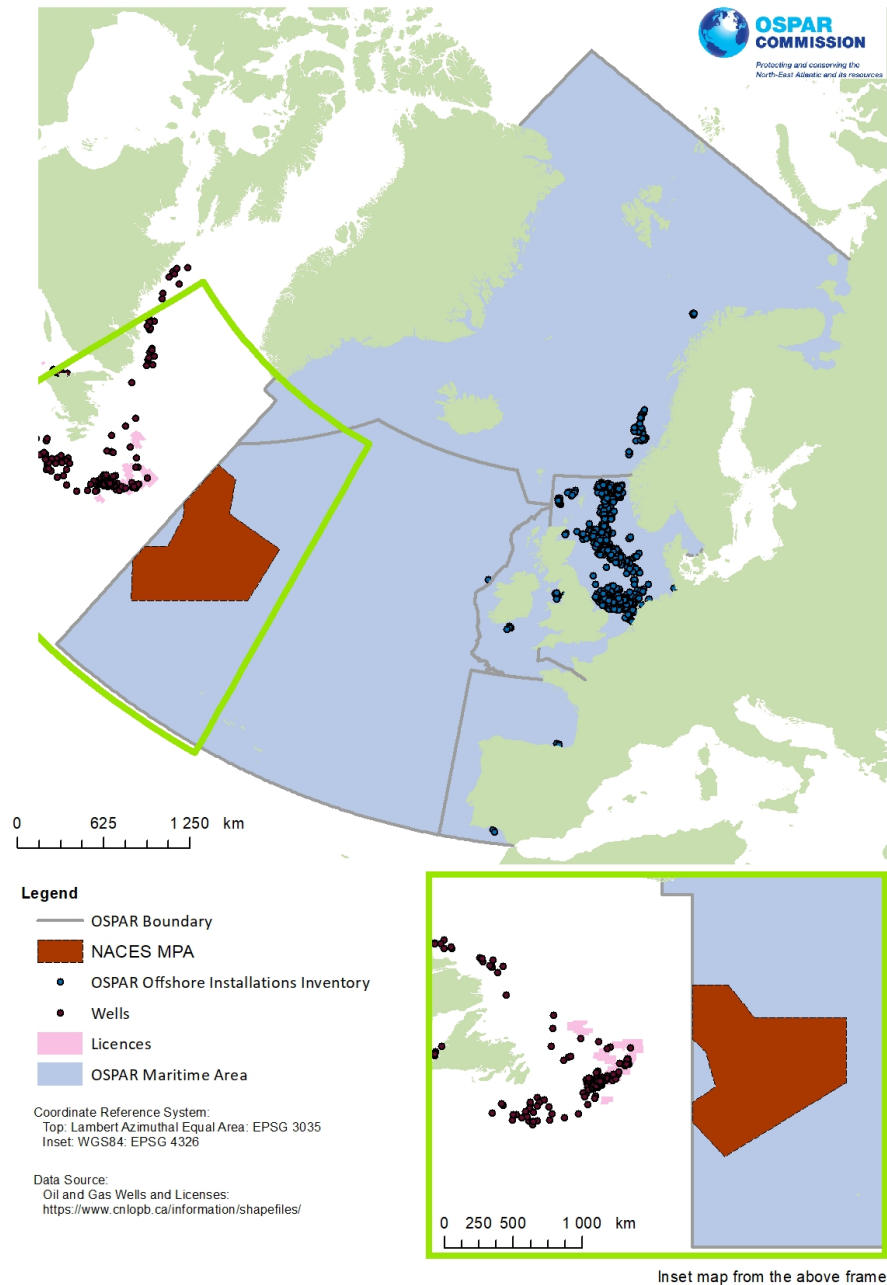 OSPAR
COMMISSION
Protecting and conserving the
North-East Atlantic and its resources
0 625 1 250 km
Legend
OSPAR Boundary
NACES MPA
OSPAR Offshore Installations Inventory
Wells
Licences
OSPAR Maritime Area
Coordinate Reference System:
Top: Lambert Azimuthal Equal Area: EPSG 3035
Inset: WGS84: EPSG 4326
Data Source:
Oil and Gas Wells and Licenses:
https://www.cnlopb.ca/information/shapefiles/
0 250 500 1 000 km
Inset map from the above frame